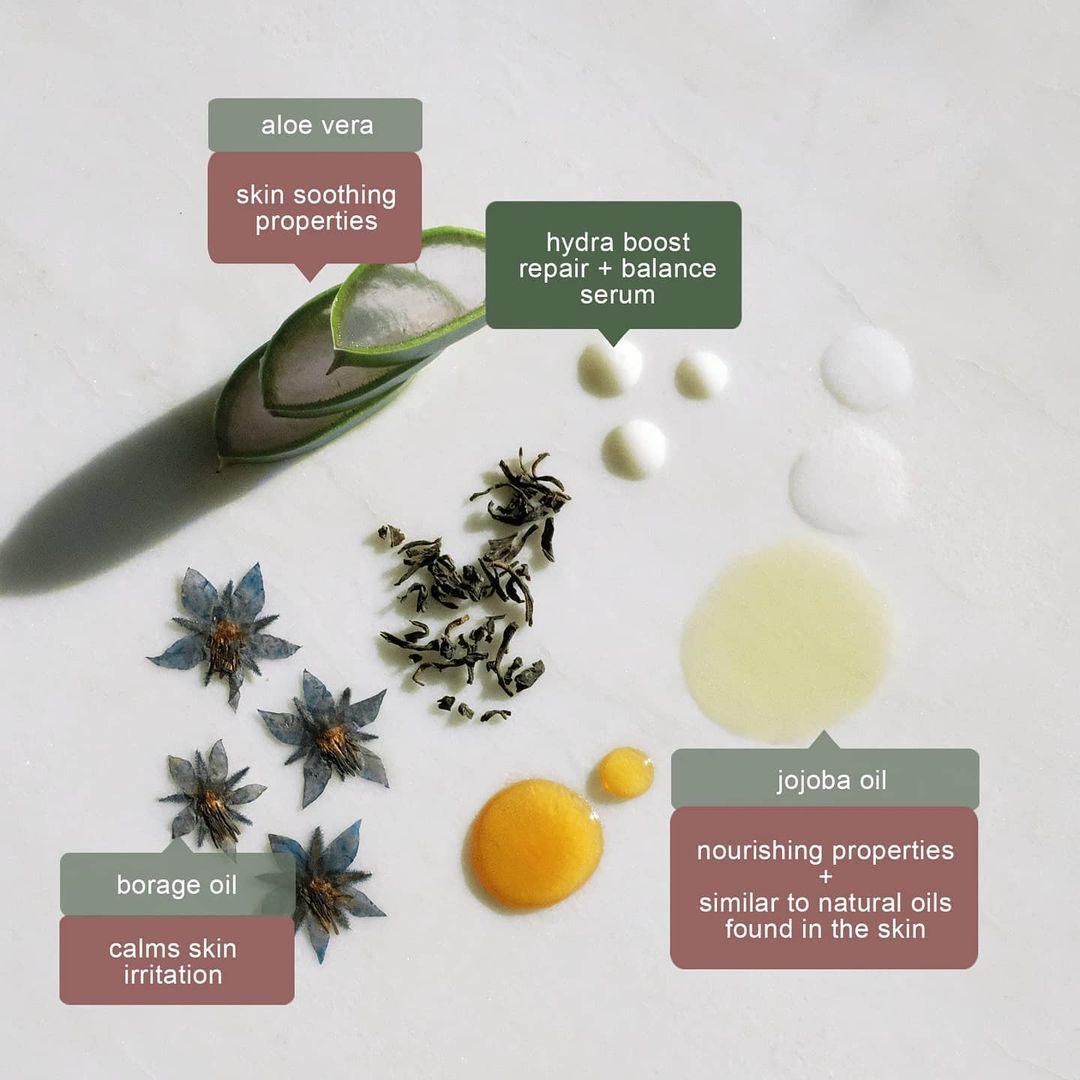 aloe vera
skin soothing
properties
hydra boost
repair + balance
serum
jojoba oil
nourishing properties
+
similar to natural oils
found in the skin
borage oil
calms skin
irritation